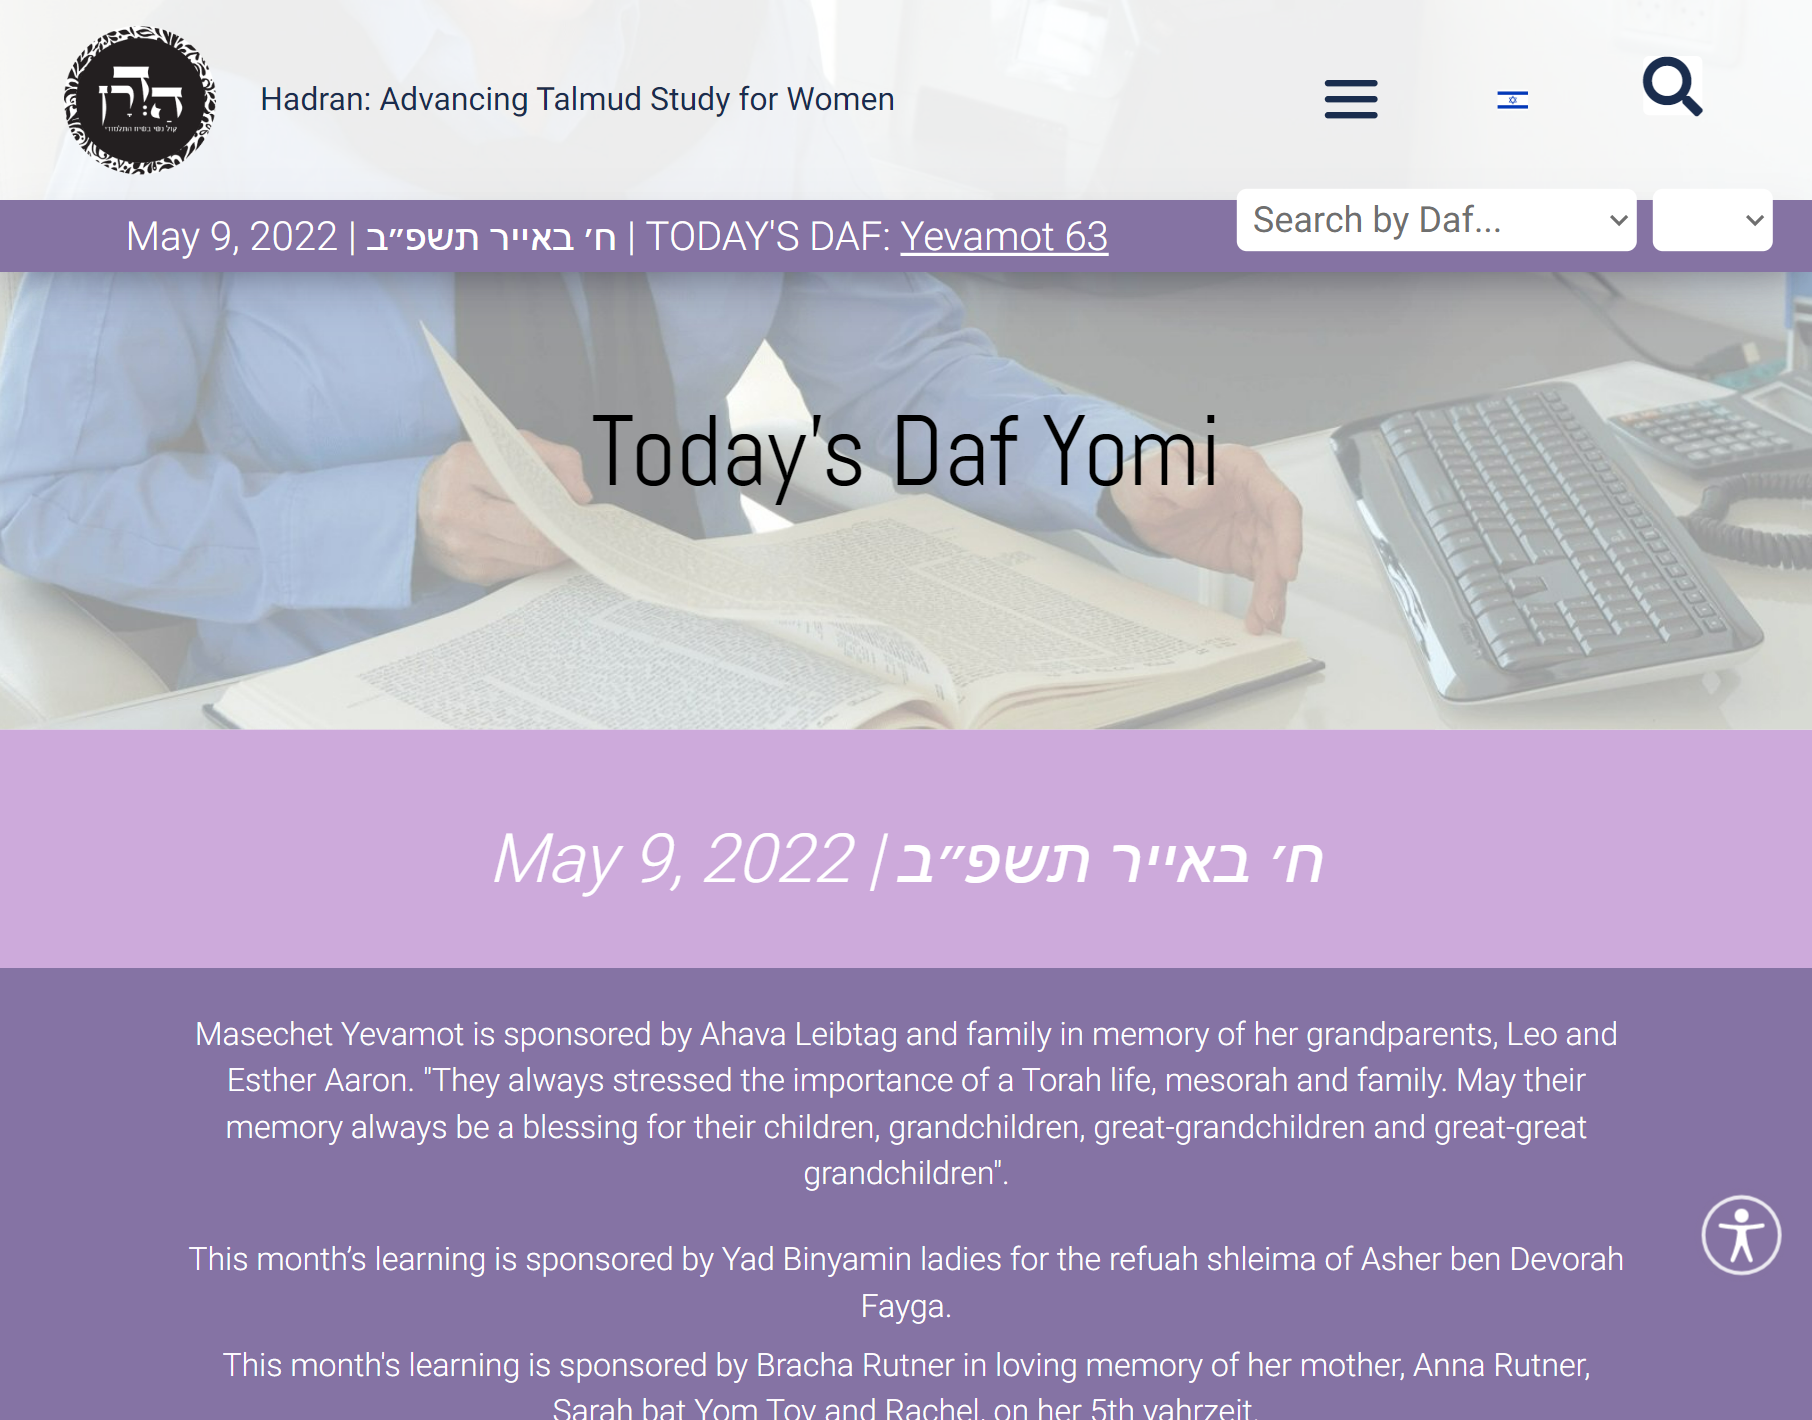 הַדְרָן
קול נשי בשיח התלמודי
Hadran: Advancing Talmud Study for Women
May 9, 2022 | ח׳ באייר תשפ״ב | TODAY'S DAF: Yevamot 63
Search by Daf...
Today's Daf Yomi
May 9, 2022 | ח׳ באייר תשפ״ב
Masechet Yevamot is sponsored by Ahava Leibtag and family in memory of her grandparents, Leo and
Esther Aaron. "They always stressed the importance of a Torah life, mesorah and family. May their
memory always be a blessing for their children, grandchildren, great-grandchildren and great-great
grandchildren".
This month’s learning is sponsored by Yad Binyamin ladies for the refuah shleima of Asher ben Devorah
Fayga.
This month's learning is sponsored by Bracha Rutner in loving memory of her mother, Anna Rutner,
Sarah bat Yom Tov and Rachel, on her 5th yahrzeit.